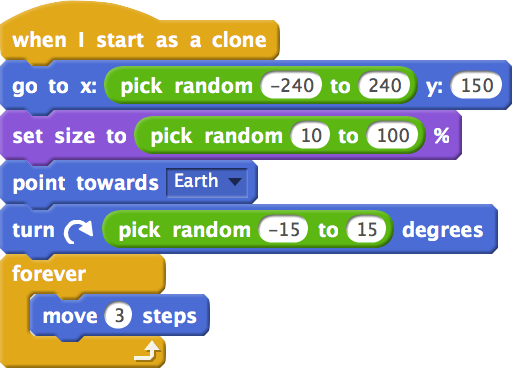 when I start as a clone
go to x: pick random -240 to 240 y: 150
set size to pick random 10 to 100 %
point towards Earth
turn pick random -15 to 15 degrees
forever
move 3 steps